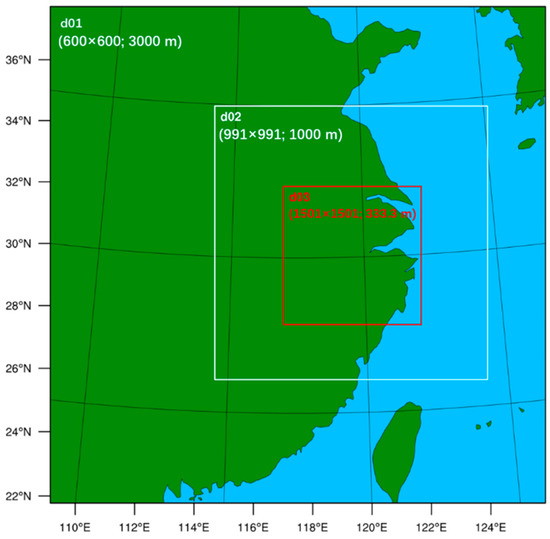 d01
(600×600; 3000 m)
36°N
d02
34°N
(991×991; 1000 m)
32°N
d03
(1501×1501; 333.3 m)
30°N
28°N
26°N
24°N
22°N
110°E 112°E 114°E 116°E 118°E 120°E 122°E 124°E